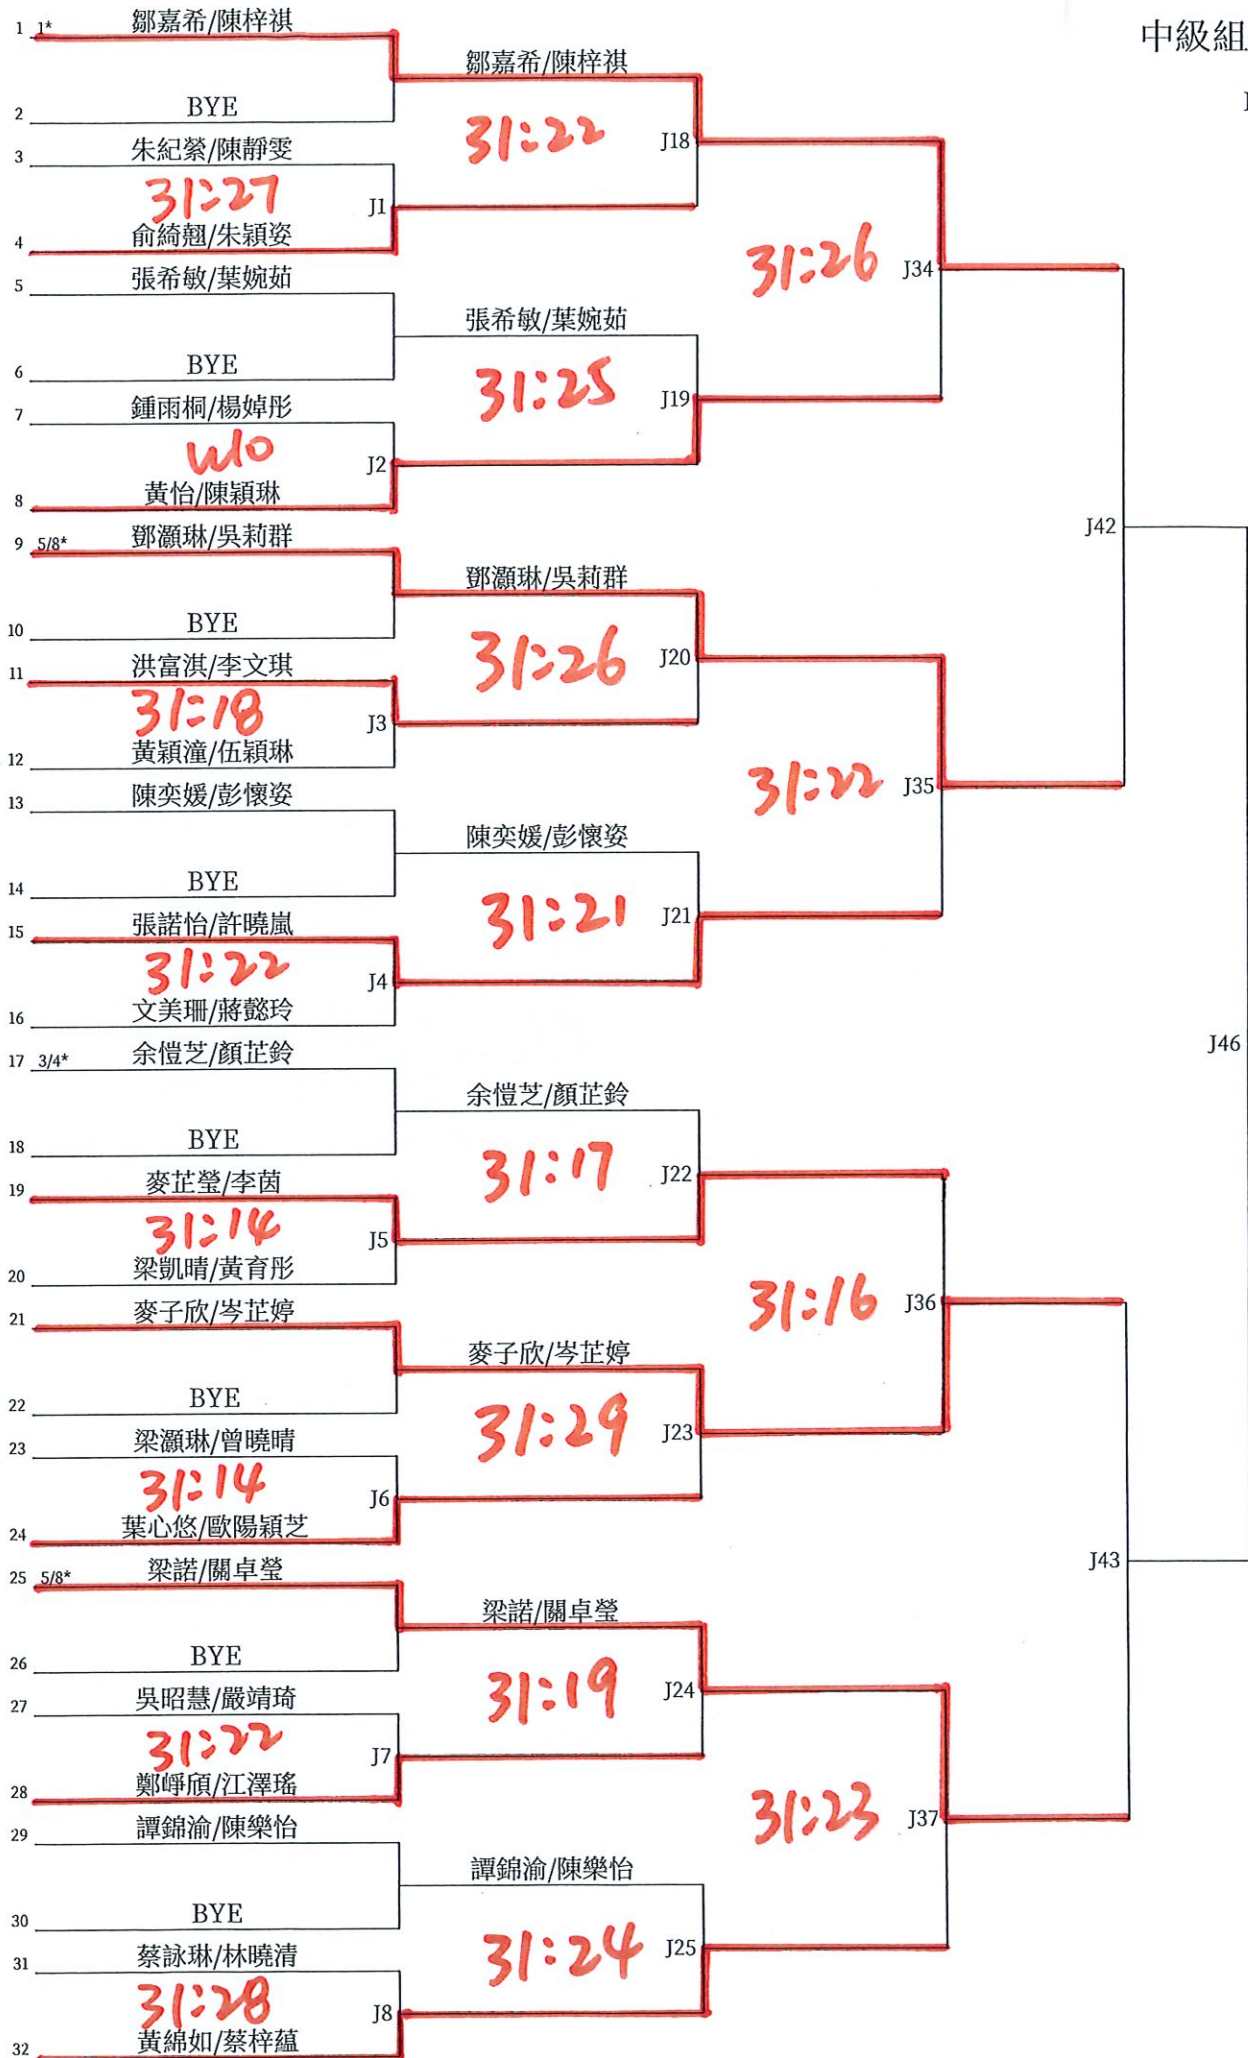 中級組
1 1* 鄒嘉希/陳梓祺
鄒嘉希/陳梓祺
2 BYE
31:22 J18
3 朱紀縈/陳靜雯
31:27 J1
4 俞綺翹/朱穎姿
31:26 J34
5 張希敏/葉婉茹
張希敏/葉婉茹
6 BYE
31:25 J19
7 鍾雨桐/楊婥彤
w/o J2
8 黃怡/陳穎琳
J42
9 5/8* 鄧灝琳/吳莉群
鄧灝琳/吳莉群
10 BYE
31:26 J20
11 洪富淇/李文琪
31:18 J3
12 黃穎潼/伍穎琳
31:22 J35
13 陳奕媛/彭懷姿
陳奕媛/彭懷姿
14 BYE
31:21 J21
15 張諾怡/許曉嵐
31:22 J4
16 文美珊/蔣懿玲
J46
17 3/4* 余愷芝/顏芷鈴
余愷芝/顏芷鈴
18 BYE
31:17 J22
19 麥芷瑩/李茵
31:14 J5
20 梁凱晴/黃育彤
31:16 J36
21 麥子欣/岑芷婷
麥子欣/岑芷婷
22 BYE
31:29 J23
23 梁灝琳/曾曉晴
31:14 J6
24 葉心悠/歐陽穎芝
J43
25 5/8* 梁諾/關卓瑩
梁諾/關卓瑩
26 BYE
31:19 J24
27 吳昭慧/嚴靖琦
31:22 J7
28 鄭崢頎/江澤瑤
31:23 J37
29 譚錦渝/陳樂怡
譚錦渝/陳樂怡
30 BYE
31:24 J25
31 蔡詠琳/林曉清
31:28 J8
32 黃綿如/蔡梓蘊